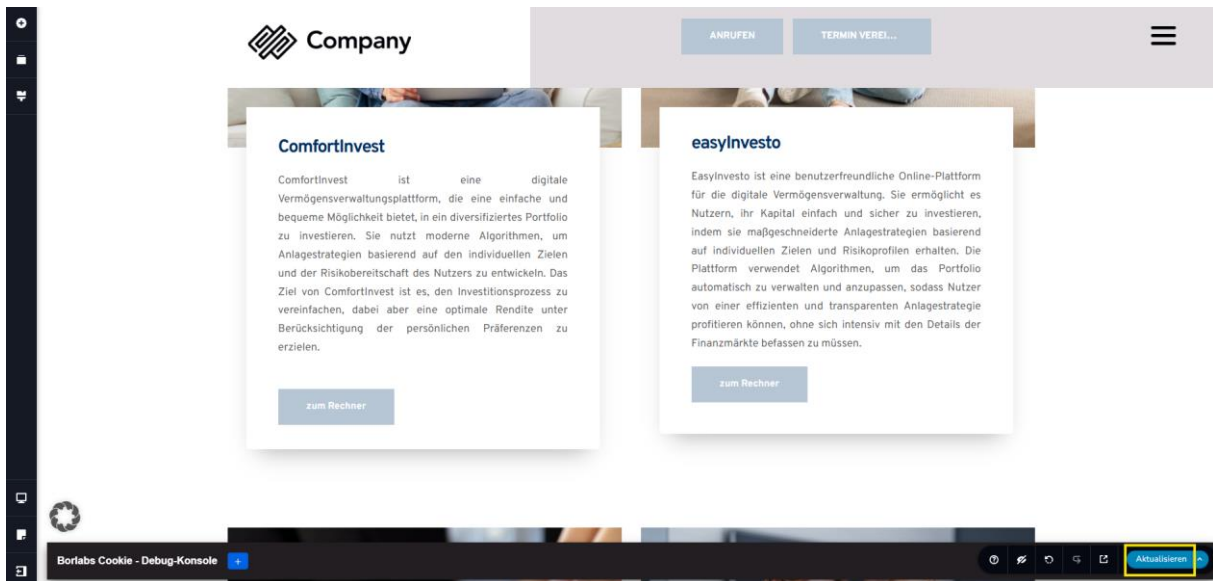 Company
ANRUFEN
TERMIN VEREI...
ComfortInvest
ComfortInvest ist eine digitale
Vermögensverwaltungsplattform, die eine einfache und
bequeme Möglichkeit bietet, in ein diversifiziertes Portfolio
zu investieren. Sie nutzt moderne Algorithmen, um
Anlagestrategien basierend auf den individuellen Zielen
und der Risikobereitschaft des Nutzers zu entwickeln. Das
Ziel von ComfortInvest ist es, den Investitionsprozess zu
vereinfachen, dabei aber eine optimale Rendite unter
Berücksichtigung der persönlichen Präferenzen zu
erzielen.
zum Rechner
easyInvesto
EasyInvesto ist eine benutzerfreundliche Online-Plattform
für die digitale Vermögensverwaltung. Sie ermöglicht es
Nutzern, ihr Kapital einfach und sicher zu investieren,
indem sie maßgeschneiderte Anlagestrategien basierend
auf individuellen Zielen und Risikoprofilen erhalten. Die
Plattform verwendet Algorithmen, um das Portfolio
automatisch zu verwalten und anzupassen, sodass Nutzer
von einer effizienten und transparenten Anlagestrategie
profitieren können, ohne sich intensiv mit den Details der
Finanzmärkte befassen zu müssen.
zum Rechner
Borlabs Cookie - Debug-Konsole
Aktualisieren